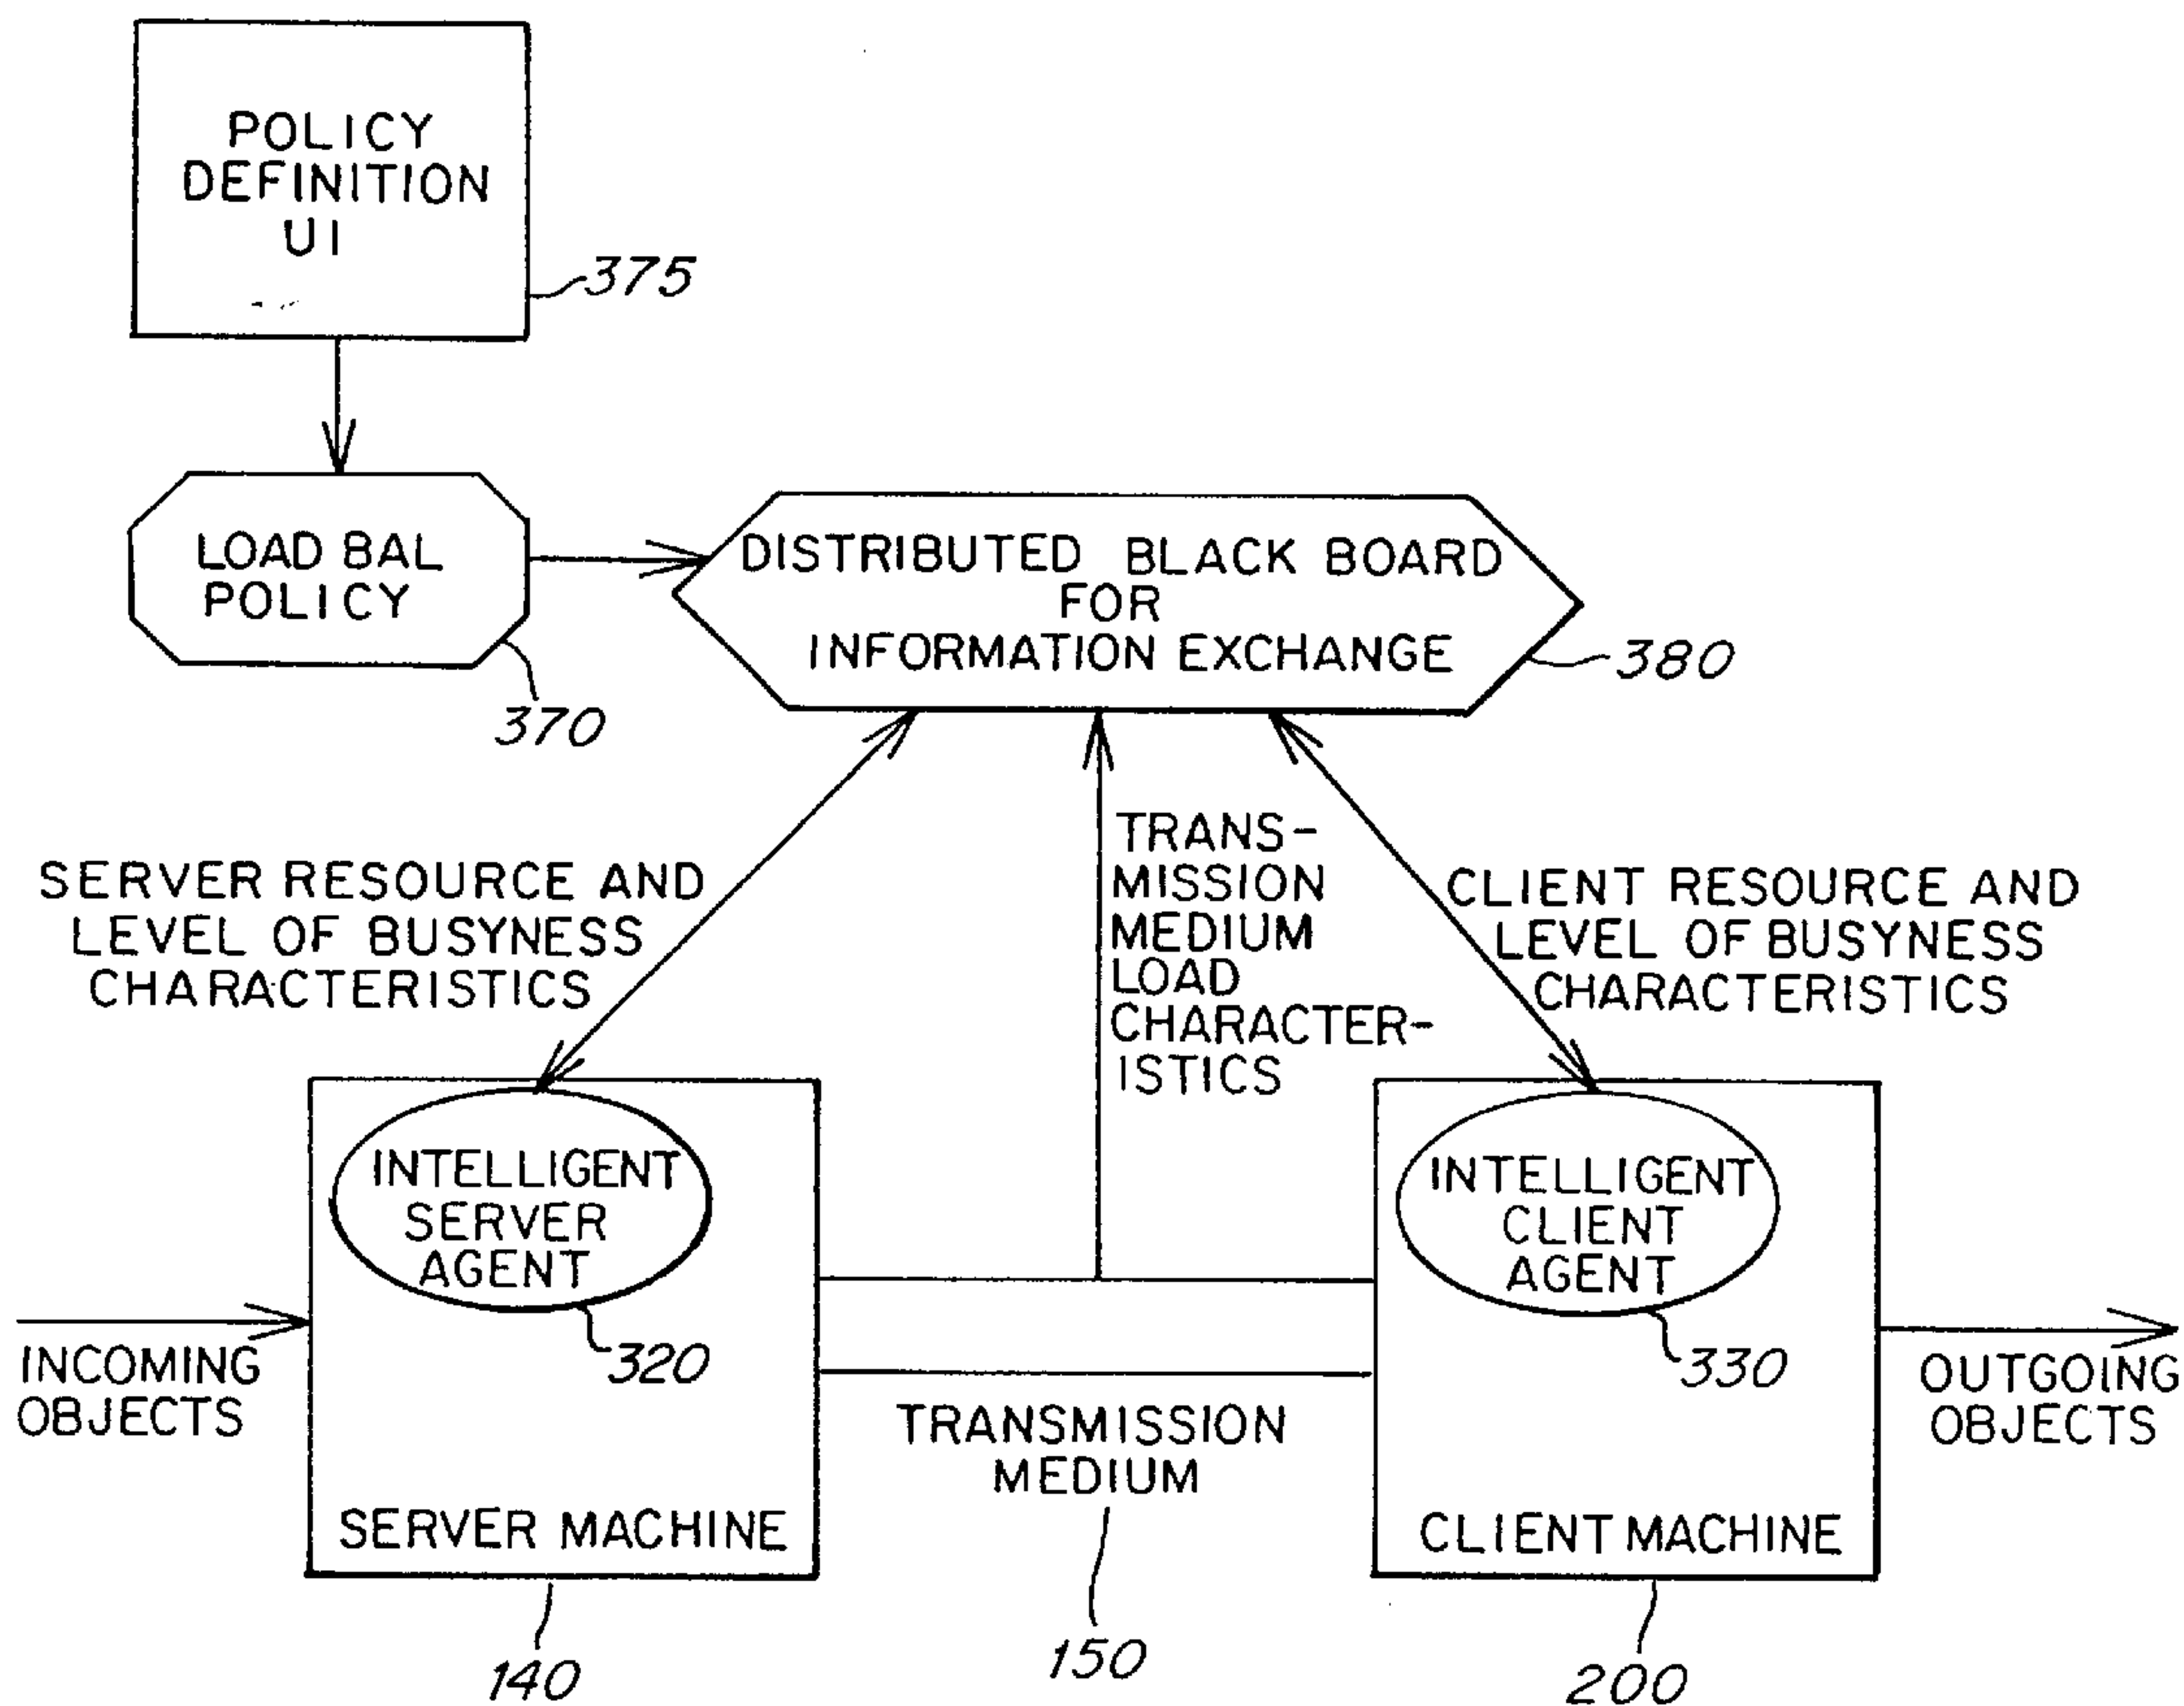 POLICY
DEFINITION
UI
375
LOAD BAL
POLICY
370
DISTRIBUTED BLACK BOARD
FOR
INFORMATION EXCHANGE
380
SERVER RESOURCE AND
LEVEL OF BUSYNESS
CHARACTERISTICS
TRANS-
MISSION
MEDIUM
LOAD
CHARACTER-
ISTICS
CLIENT RESOURCE AND
LEVEL OF BUSYNESS
CHARACTERISTICS
INTELLIGENT
SERVER
AGENT
320
INTELLIGENT
CLIENT
AGENT
330
INCOMING
OBJECTS
OUTGOING
OBJECTS
TRANSMISSION
MEDIUM
SERVER MACHINE
CLIENT MACHINE
140
150
200